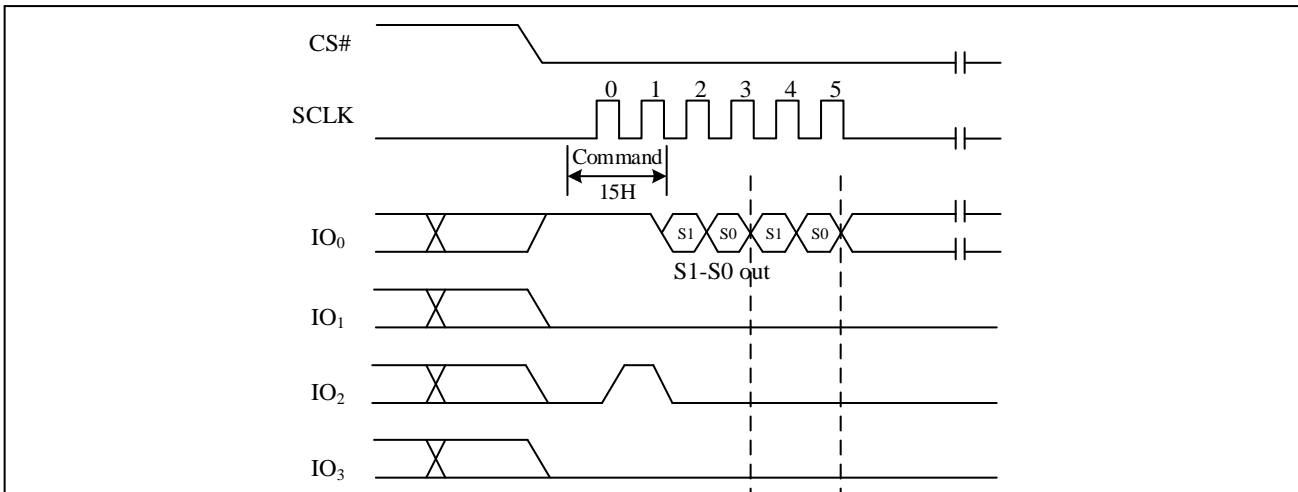 CS#
SCLK
0 1 2 3 4 5
Command
15H
IO₀
S1 S0 S1 S0
S1-S0 out
IO₁
IO₂
IO₃